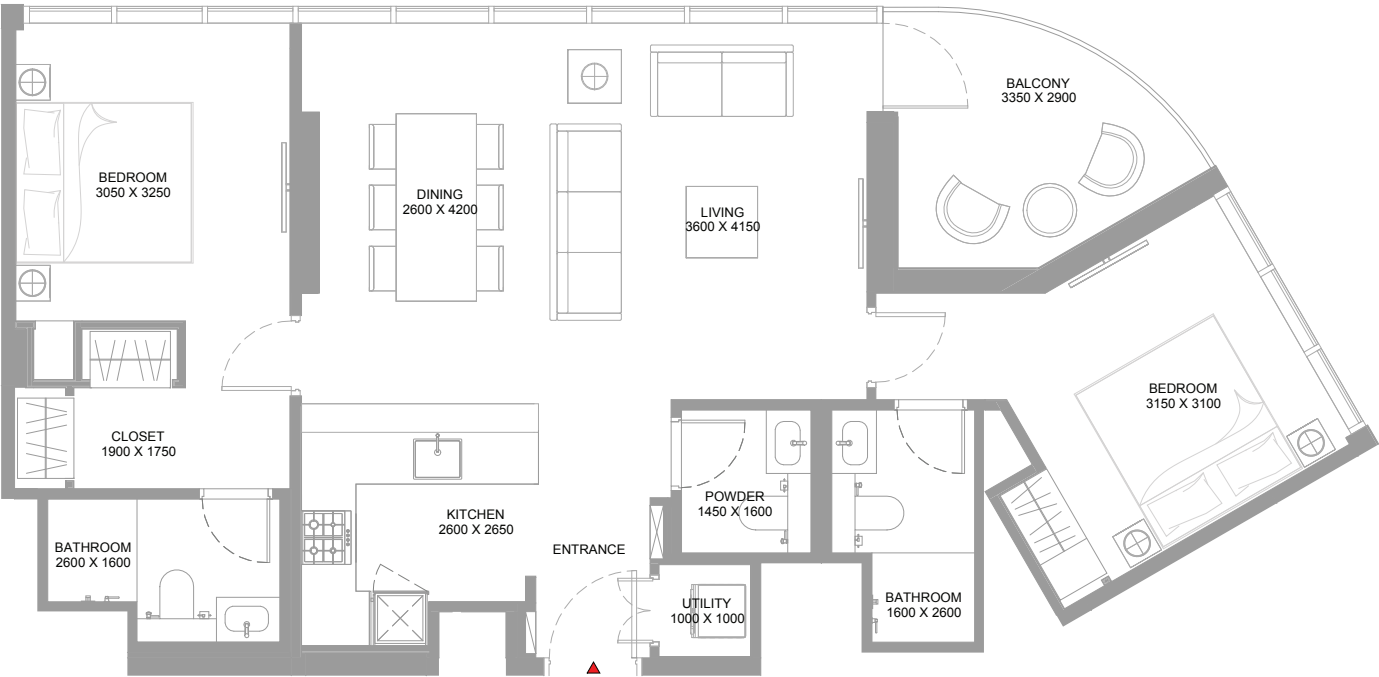 BALCONY
3350 X 2900
BEDROOM
3050 X 3250
DINING
2600 X 4200
LIVING
3600 X 4150
BEDROOM
3150 X 3100
CLOSET
1900 X 1750
POWDER
1450 X 1600
KITCHEN
2600 X 2650
ENTRANCE
BATHROOM
2600 X 1600
UTILITY
1000 X 1000
BATHROOM
1600 X 2600